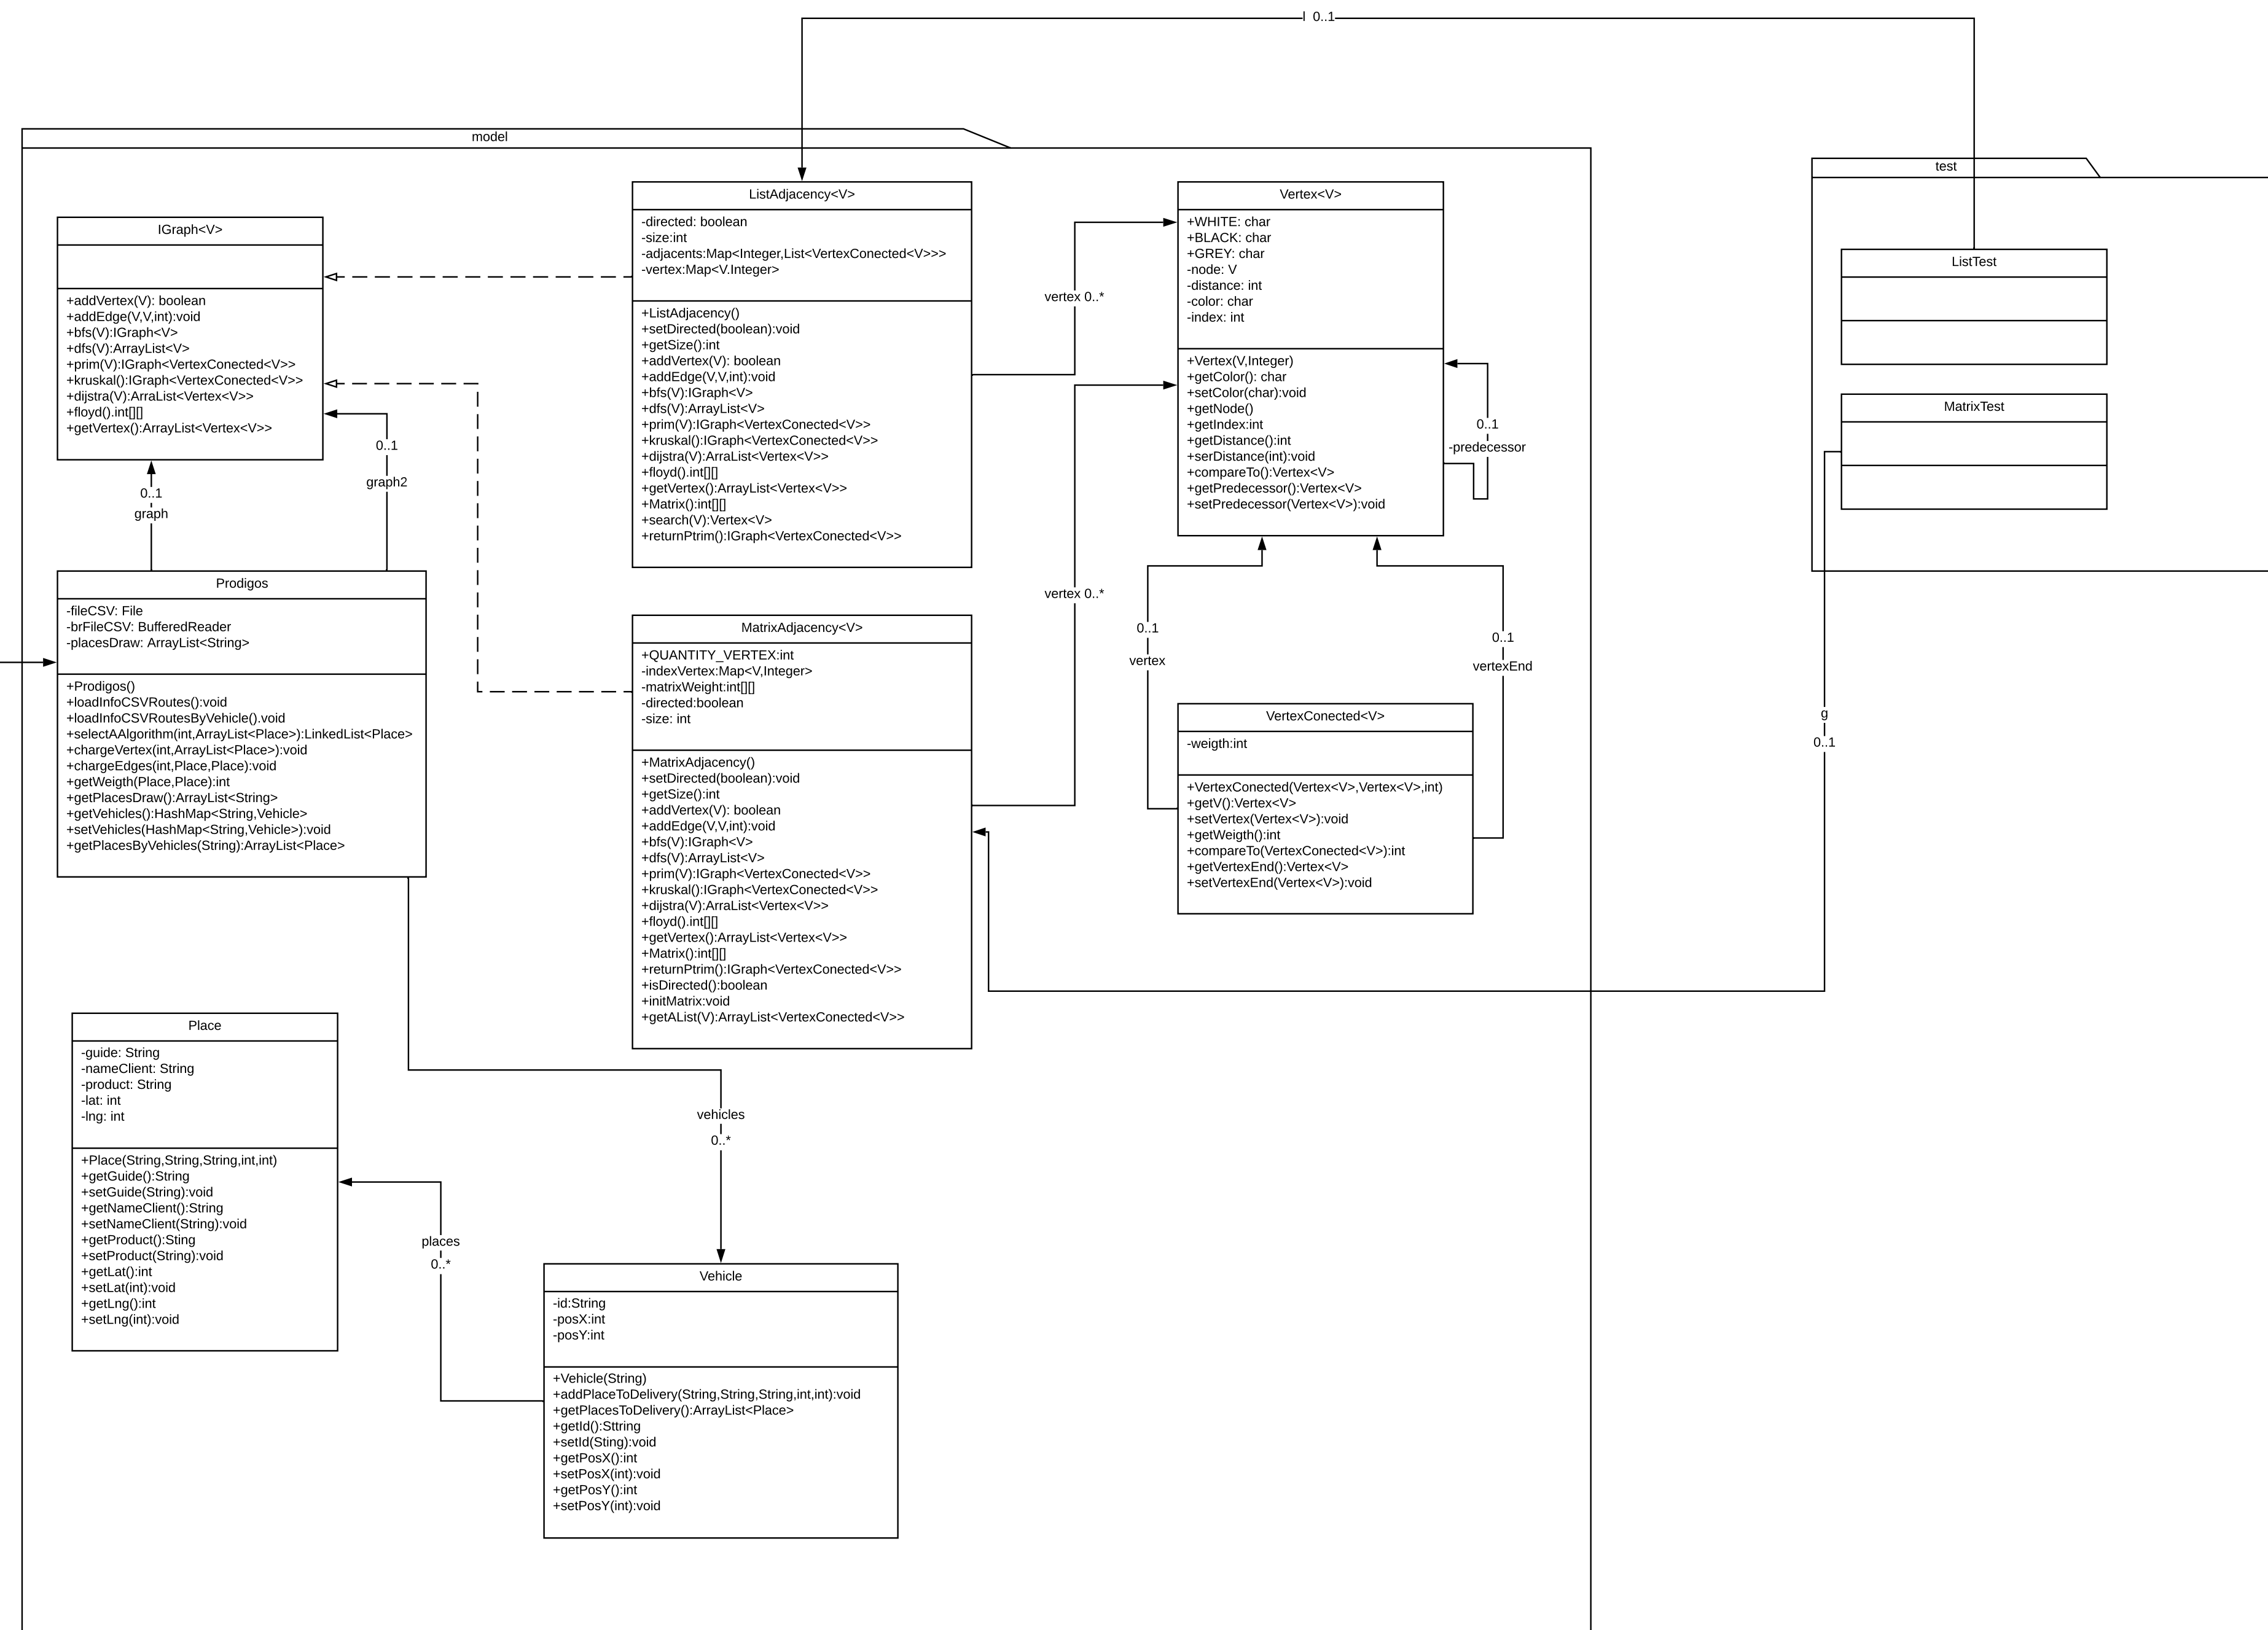 l 0..1
model
test
IGraph<V>
+addVertex(V): boolean
+addEdge(V,V,int):void
+bfs(V):IGraph<V>
+dfs(V):ArrayList<V>
+prim(V):IGraph<VertexConected<V>>
+kruskal():IGraph<VertexConected<V>>
+dijstra(V):ArraList<Vertex<V>>
+floyd().int[][]
+getVertex():ArrayList<Vertex<V>>
0..1
graph
0..1
graph2
ListAdjacency<V>
-directed: boolean
-size:int
-adjacents:Map<Integer,List<VertexConected<V>>>
-vertex:Map<V.Integer>
+ListAdjacency()
+setDirected(boolean):void
+getSize():int
+addVertex(V): boolean
+addEdge(V,V,int):void
+bfs(V):IGraph<V>
+dfs(V):ArrayList<V>
+prim(V):IGraph<VertexConected<V>>
+kruskal():IGraph<VertexConected<V>>
+dijstra(V):ArraList<Vertex<V>>
+floyd().int[][]
+getVertex():ArrayList<Vertex<V>>
+Matrix():int[][]
+search(V):Vertex<V>
+returnPtrim():IGraph<VertexConected<V>>
vertex 0..*
Vertex<V>
+WHITE: char
+BLACK: char
+GREY: char
-node: V
-distance: int
-color: char
-index: int
+Vertex(V,Integer)
+getColor(): char
+setColor(char):void
+getNode()
+getIndex:int
+getDistance():int
+serDistance(int):void
+compareTo():Vertex<V>
+getPredecessor():Vertex<V>
+setPredecessor(Vertex<V>):void
0..1
-predecessor
ListTest
MatrixTest
Prodigos
-fileCSV: File
-brFileCSV: BufferedReader
-placesDraw: ArrayList<String>
+Prodigos()
+loadInfoCSVRoutes():void
+loadInfoCSVRoutesByVehicle().void
+selectAAlgorithm(int,ArrayList<Place>):LinkedList<Place>
+chargeVertex(int,ArrayList<Place>):void
+chargeEdges(int,Place,Place):void
+getWeigth(Place,Place):int
+getPlacesDraw():ArrayList<String>
+getVehicles():HashMap<String,Vehicle>
+setVehicles(HashMap<String,Vehicle>):void
+getPlacesByVehicles(String):ArrayList<Place>
MatrixAdjacency<V>
+QUANTITY_VERTEX:int
-indexVertex:Map<V,Integer>
-matrixWeight:int[][]
-directed:boolean
-size: int
+MatrixAdjacency()
+setDirected(boolean):void
+getSize():int
+addVertex(V): boolean
+addEdge(V,V,int):void
+bfs(V):IGraph<V>
+dfs(V):ArrayList<V>
+prim(V):IGraph<VertexConected<V>>
+kruskal():IGraph<VertexConected<V>>
+dijstra(V):ArraList<Vertex<V>>
+floyd().int[][]
+getVertex():ArrayList<Vertex<V>>
+Matrix():int[][]
+returnPtrim():IGraph<VertexConected<V>>
+isDirected():boolean
+initMatrix:void
+getAList(V):ArrayList<VertexConected<V>>
vertex 0..*
0..1
vertex
0..1
vertexEnd
VertexConected<V>
-weigth:int
+VertexConected(Vertex<V>,Vertex<V>,int)
+getV():Vertex<V>
+setVertex(Vertex<V>):void
+getWeigth():int
+compareTo(VertexConected<V>):int
+getVertexEnd():Vertex<V>
+setVertexEnd(Vertex<V>):void
g
0..1
Place
-guide: String
-nameClient: String
-product: String
-lat: int
-lng: int
+Place(String,String,String,int,int)
+getGuide():String
+setGuide(String):void
+getNameClient():String
+setNameClient(String):void
+getProduct():Sting
+setProduct(String):void
+getLat():int
+setLat(int):void
+getLng():int
+setLng(int):void
vehicles
0..*
places
0..*
Vehicle
-id:String
-posX:int
-posY:int
+Vehicle(String)
+addPlaceToDelivery(String,String,String,int,int):void
+getPlacesToDelivery():ArrayList<Place>
+getId():Sttring
+setId(Sting):void
+getPosX():int
+setPosX(int):void
+getPosY():int
+setPosY(int):void